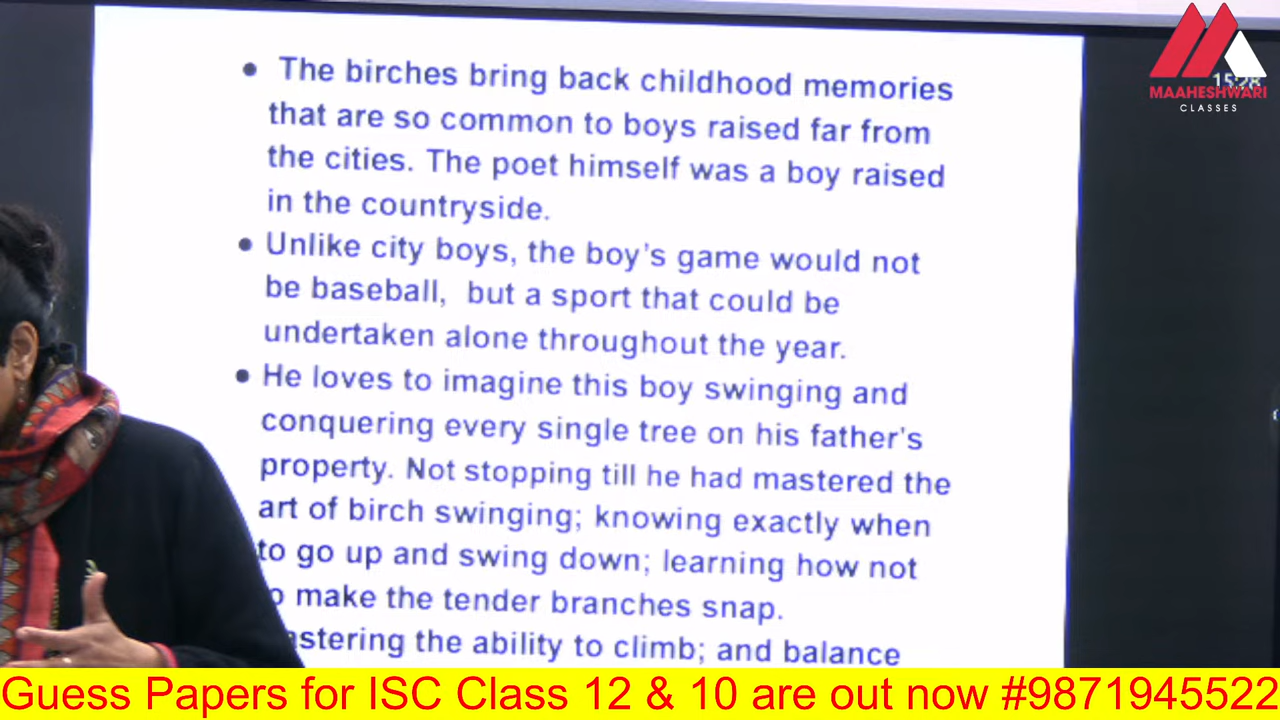 15:28
MAAHESHWARI
CLASSES
• The birches bring back childhood memories
that are so common to boys raised far from
the cities. The poet himself was a boy raised
in the countryside.
• Unlike city boys, the boy's game would not
be baseball, but a sport that could be
undertaken alone throughout the year.
• He loves to imagine this boy swinging and
conquering every single tree on his father's
property. Not stopping till he had mastered the
art of birch swinging; knowing exactly when
to go up and swing down; learning how not
make the tender branches snap.
the ability to climb; and balance
Guess Papers for ISC Class 12 & 10 are out now #9871945522